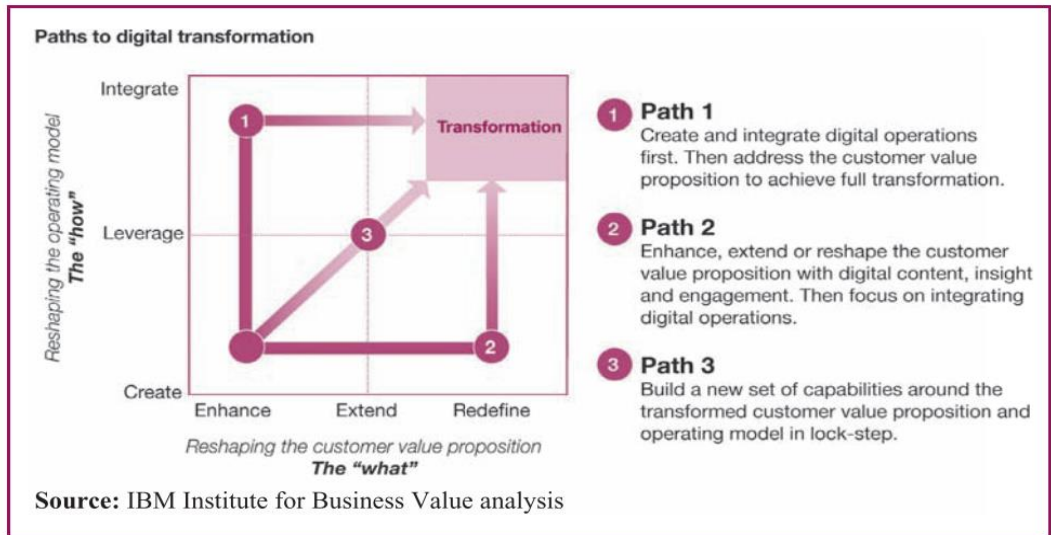 Paths to digital transformation
Integrate
Leverage
Create
Reshaping the operating model
The "how"
1
Transformation
3
2
Enhance
Extend
Redefine
Reshaping the customer value proposition
The "what"
1
Path 1
Create and integrate digital operations
first. Then address the customer value
proposition to achieve full transformation.
2
Path 2
Enhance, extend or reshape the customer
value proposition with digital content, insight
and engagement. Then focus on integrating
digital operations.
3
Path 3
Build a new set of capabilities around the
transformed customer value proposition and
operating model in lock-step.
Source: IBM Institute for Business Value analysis